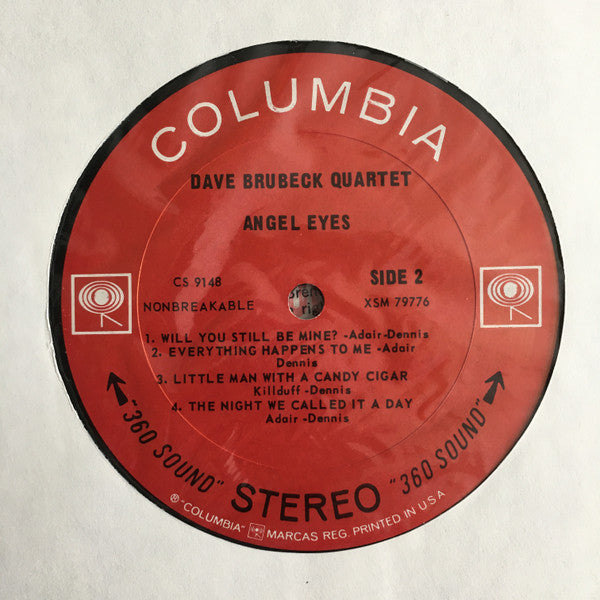 COLUMBIA
DAVE BRUBECK QUARTET
ANGEL EYES
CS 9148
SIDE 2
NONBREAKABLE
XSM 79776
1. WILL YOU STILL BE MINE? -Adair-Dennis
2. EVERYTHING HAPPENS TO ME -Adair
Dennis
3. LITTLE MAN WITH A CANDY CIGAR
Killduff -Dennis
4. THE NIGHT WE CALLED IT A DAY
Adair -Dennis
"360 SOUND" STEREO "360 SOUND"
® "COLUMBIA" MARCAS REG. PRINTED IN U.S.A